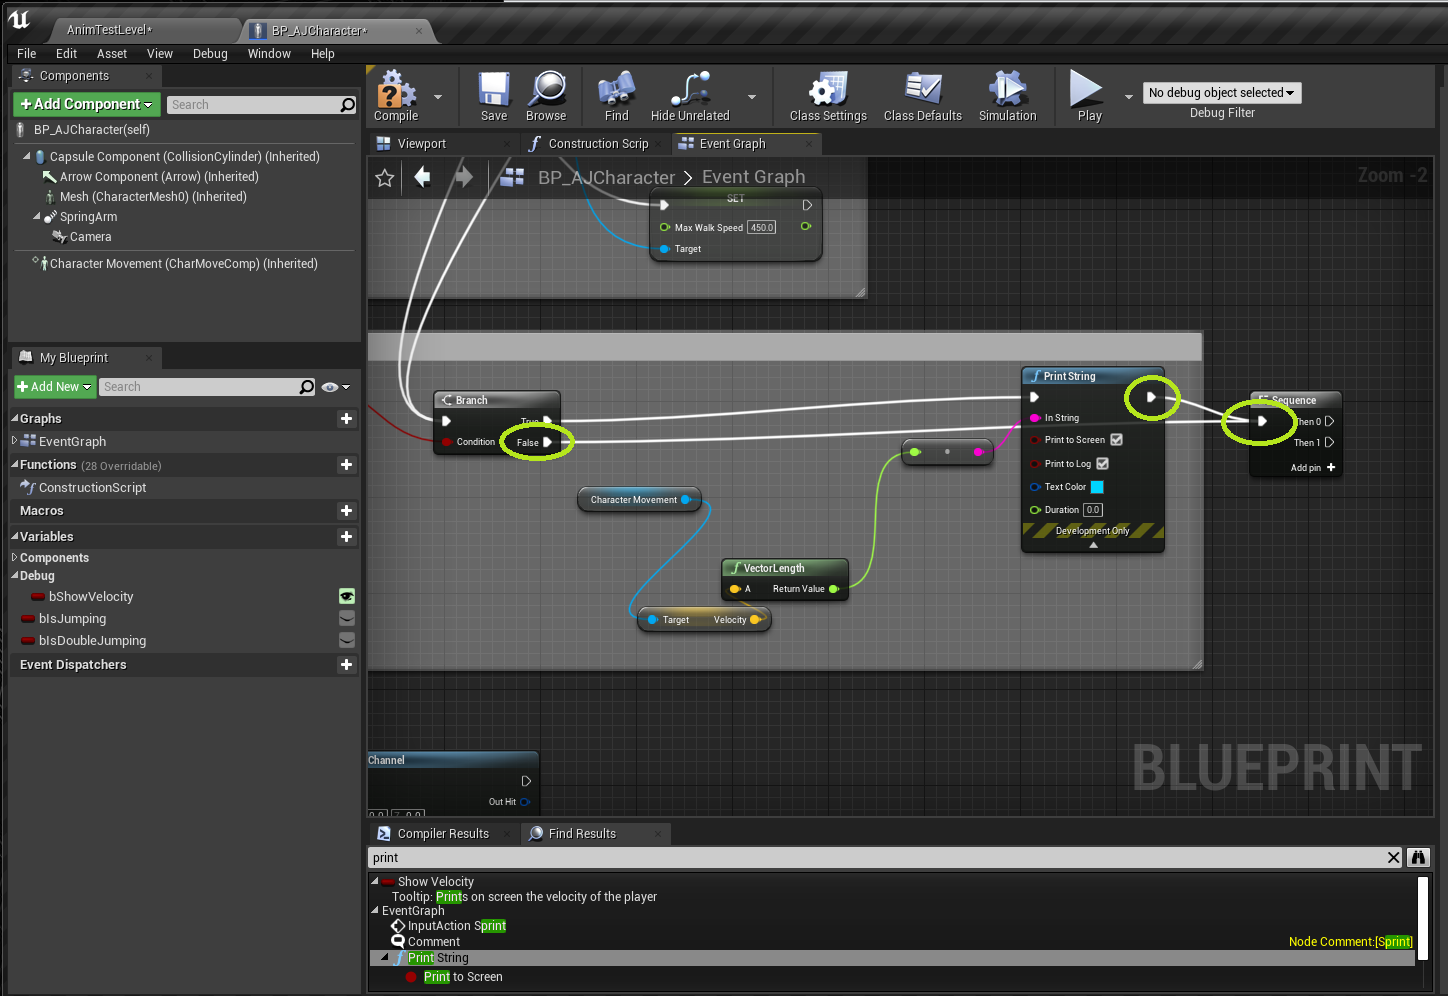 AnimTestLevel*
BP_AJCharacter*
File Edit Asset View Debug Window Help
Components
+Add Component
Search
BP_AJCharacter(self)
Capsule Component (CollisionCylinder) (Inherited)
Arrow Component (Arrow) (Inherited)
Mesh (CharacterMesh0) (Inherited)
SpringArm
Camera
Character Movement (CharMoveComp) (Inherited)
My Blueprint
+Add New
Search
Graphs
EventGraph
Functions (28 Overridable)
ConstructionScript
Macros
Variables
Components
Debug
bShowVelocity
bIsJumping
bIsDoubleJumping
Event Dispatchers
Compile
Save
Browse
Find
Hide Unrelated
Class Settings
Class Defaults
Simulation
Play
No debug object selected
Debug Filter
Viewport
Construction Scrip
Event Graph
BP_AJCharacter > Event Graph
Zoom -2
SET
Max Walk Speed 450.0
Target
Branch
True
Condition False
Character Movement
VectorLength
A Return Value
Target Velocity
Print String
In String
Print to Screen
Print to Log
Text Color
Duration 0.0
Development Only
Sequence
Then 0
Then 1
Add pin +
Channel
Out Hit
0.0 Z 0.0
BLUEPRINT
Compiler Results
Find Results
print
Show Velocity
Tooltip: Prints on screen the velocity of the player
EventGraph
InputAction Sprint
Comment
Node Comment:[Sprint]
Print String
Print to Screen